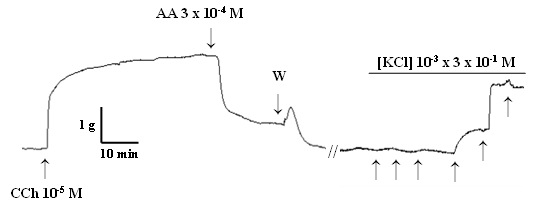 AA 3 x 10⁻⁴ M
W
[KCl] 10⁻³ x 3 x 10⁻¹ M
1 g
10 min
//
CCh 10⁻⁵ M